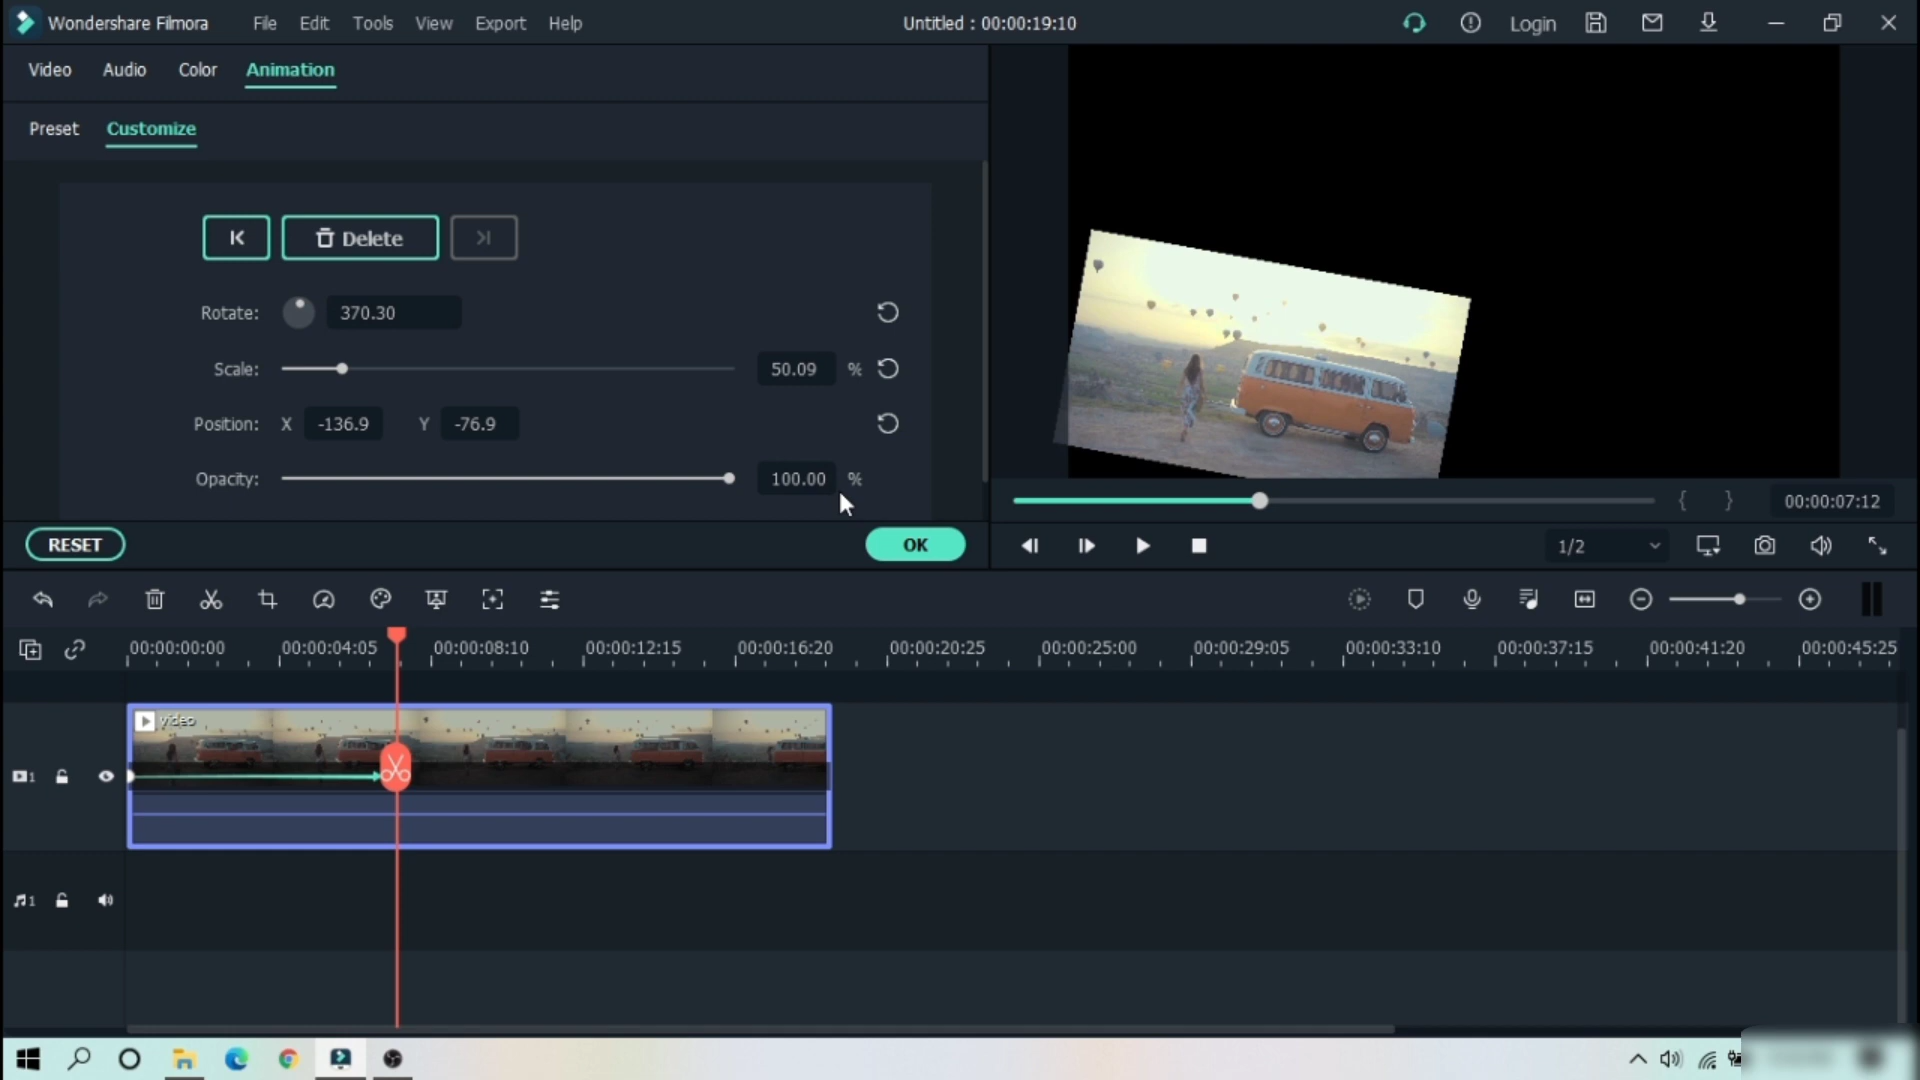 Wondershare Filmora File Edit Tools View Export Help Untitled : 00:00:19:10 Login
Video Audio Color Animation
Preset Customize
Delete
Rotate: 370.30
Scale: 50.09 %
Position: X -136.9 Y -76.9
Opacity: 100.00 %
{ } 00:00:07:12
RESET OK
1/2
00:00:00:00 00:00:04:05 00:00:08:10 00:00:12:15 00:00:16:20 00:00:20:25 00:00:25:00 00:00:29:05 00:00:33:10 00:00:37:15 00:00:41:20 00:00:45:25
video
1
1